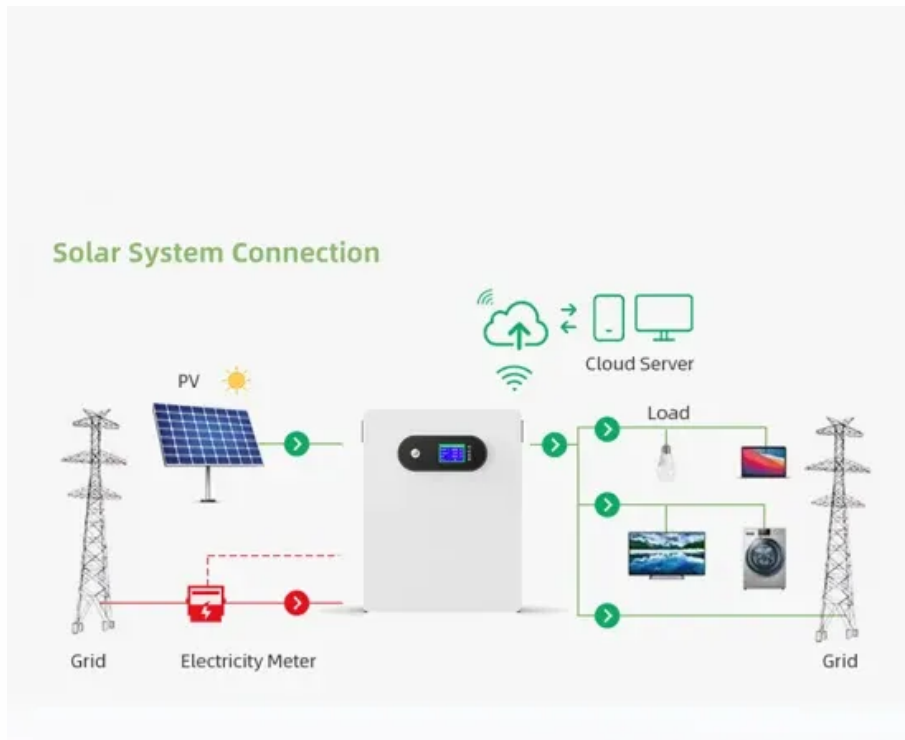 Solar System Connection
Cloud Server
PV
Load
Grid
Electricity Meter
Grid